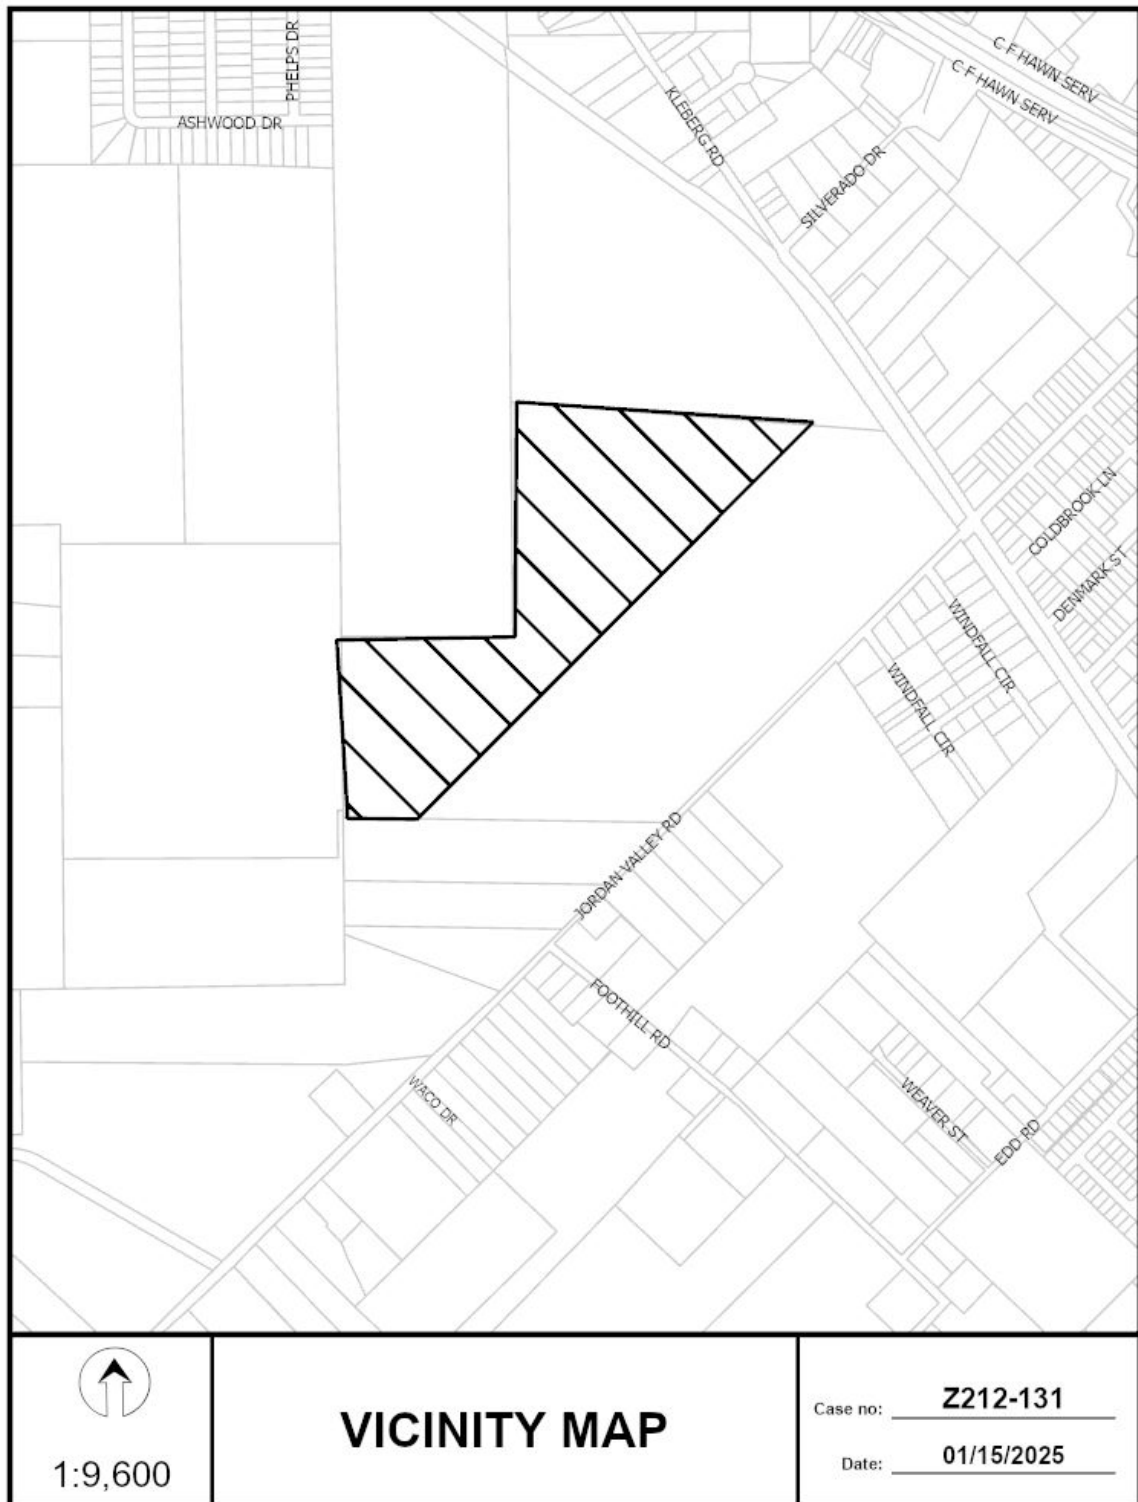 PHELPS DR
ASHWOOD DR
C F HAWN SERV
C F HAWN SERV
KLEBERG RD
SILVERADO DR
COLDBROOK LN
DENMARK ST
WINDFALL CIR
WINDFALL CIR
JORDAN VALLEY RD
FOOTHILL RD
WACO DR
WEAVER ST
EDD RD
1:9,600
VICINITY MAP
Case no: Z212-131
Date: 01/15/2025